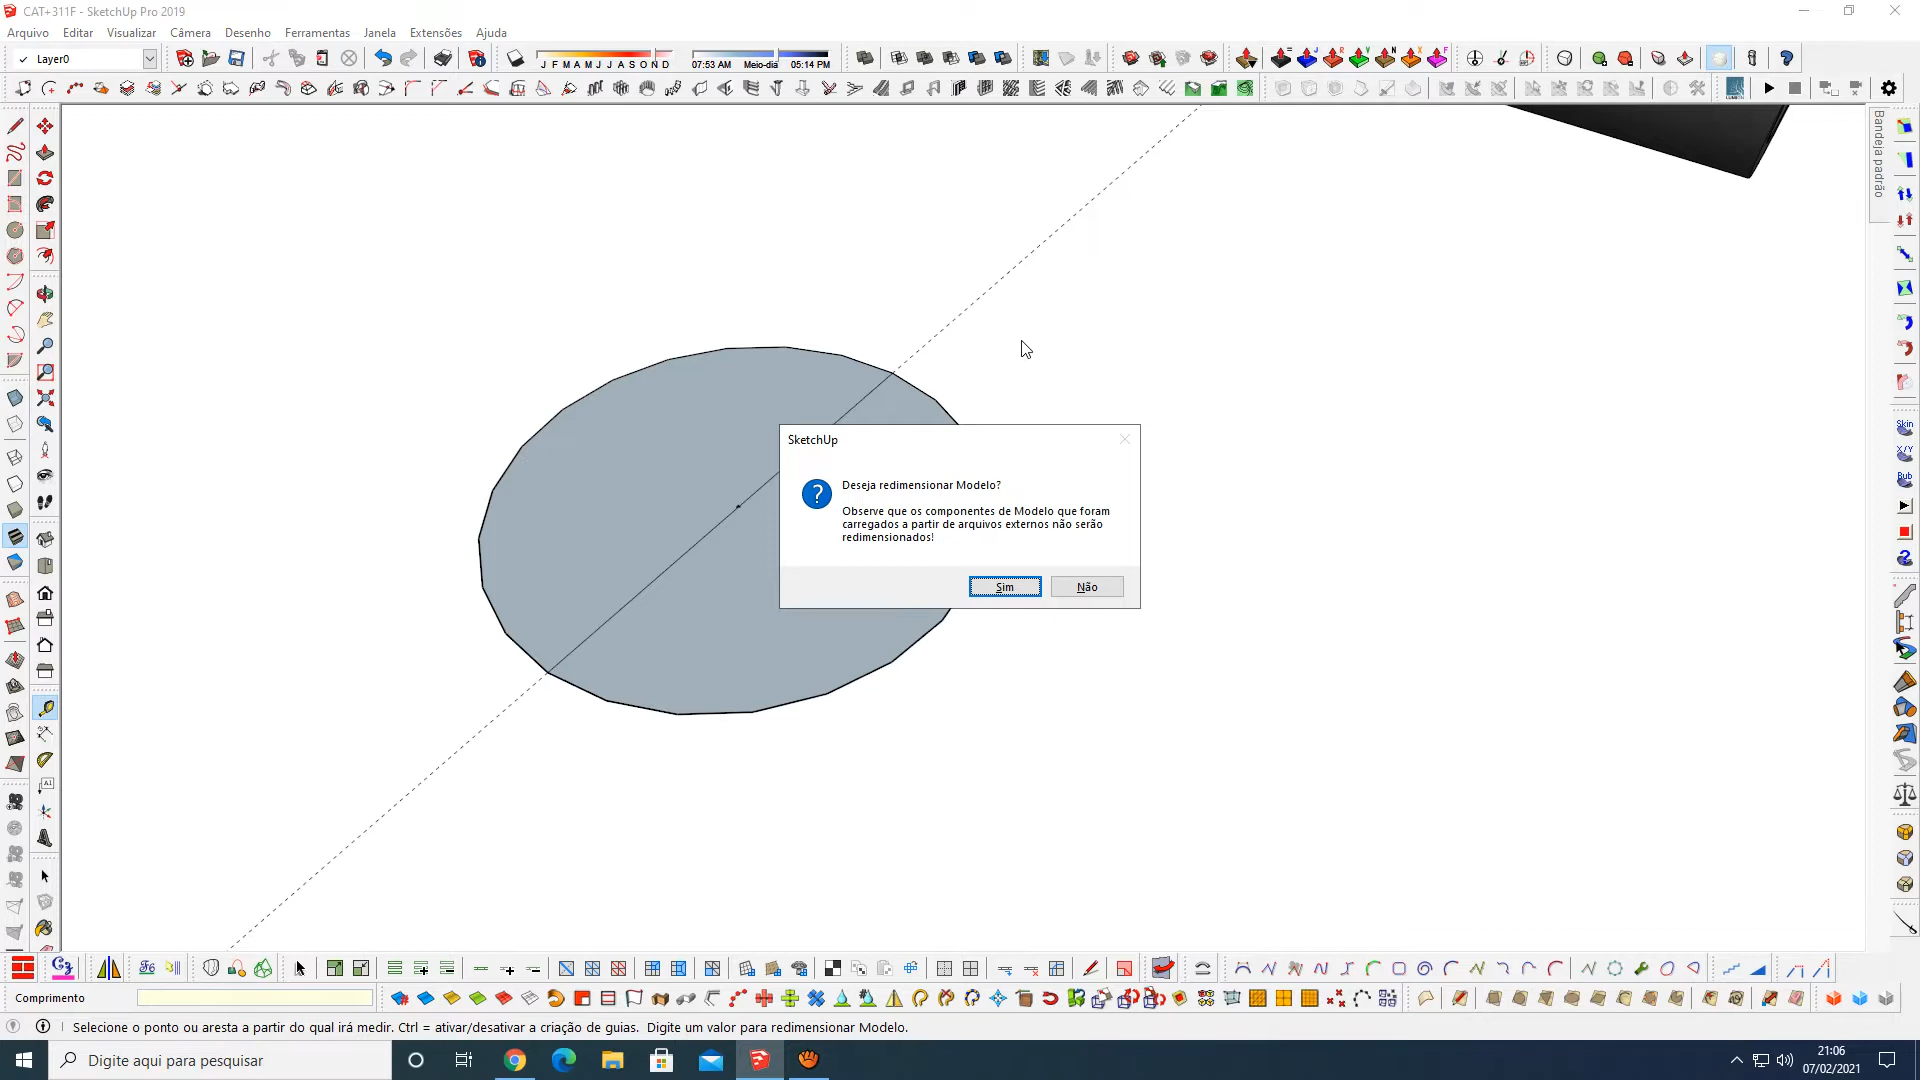 CAT+311F - SketchUp Pro 2019
Arquivo Editar Visualizar Câmera Desenho Ferramentas Janela Extensões Ajuda
Layer0
J F M A M J J A S O N D
07:53 AM Meio-dia 05:14 PM
Bandeja padrão
SketchUp
Deseja redimensionar Modelo?
Observe que os componentes de Modelo que foram
carregados a partir de arquivos externos não serão
redimensionados!
Sim Não
Skin
X/Y
Bub
Comprimento
Selecione o ponto ou aresta a partir do qual irá medir. Ctrl = ativar/desativar a criação de guias. Digite um valor para redimensionar Modelo.
Digite aqui para pesquisar
21:06
07/02/2021